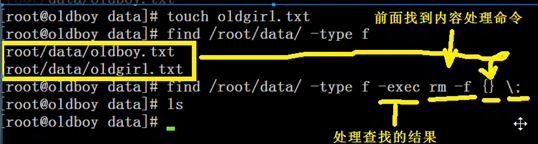 [root@oldboy data]# touch oldgirl.txt
[root@oldboy data]# find /root/data/ -type f
前面找到内容处理命令
/root/data/oldboy.txt
/root/data/oldgirl.txt
[root@oldboy data]# find /root/data/ -type f -exec rm -f {} \;
[root@oldboy data]# ls
[root@oldboy data]#
处理查找的结果